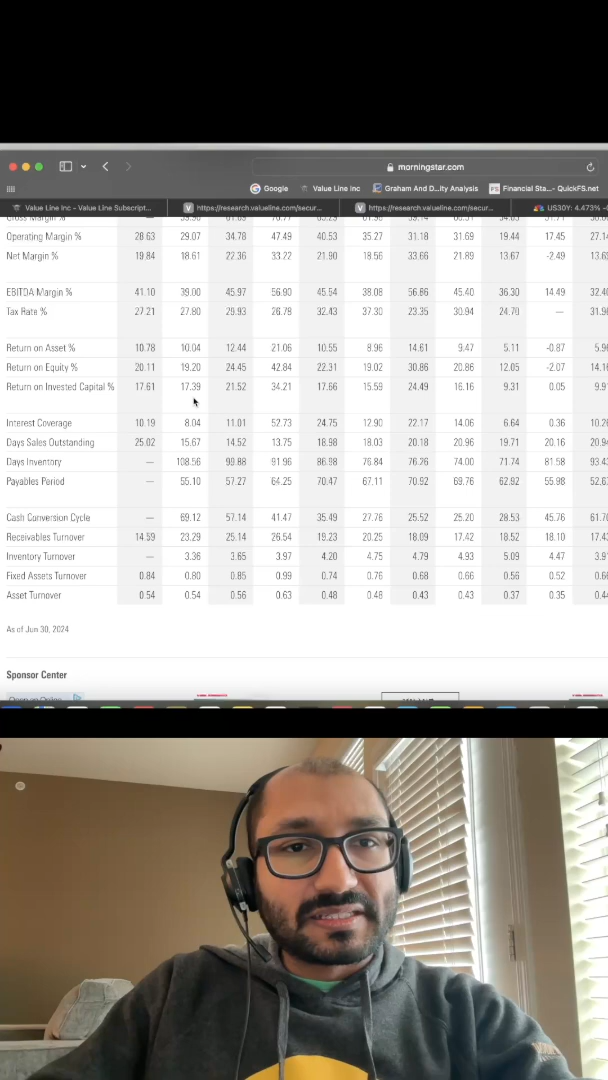 morningstar.com
Google Value Line Inc Graham And D...ity Analysis FS Financial Sta...- QuickFS.net
Value Line Inc - Value Line Subscript... V https://research.valueline.com/secur... V https://research.valueline.com/secur... US30Y: 4.473%
Gross Margin % —
Operating Margin % 28.63 29.07 34.78 47.49 40.53 35.27 31.18 31.69 19.44 17.45 27.1
Net Margin % 19.84 18.61 22.36 33.22 21.90 18.56 33.66 21.89 13.67 -2.49 13.6
EBITDA Margin % 41.10 39.00 45.97 56.90 45.54 38.08 56.86 45.40 36.30 14.49 32.4
Tax Rate % 27.21 27.80 29.93 26.78 32.43 37.30 23.35 30.94 24.70 — 31.9
Return on Asset % 10.78 10.04 12.44 21.06 10.55 8.96 14.61 9.47 5.11 -0.87 5.9
Return on Equity % 20.11 19.20 24.45 42.84 22.31 19.02 30.86 20.86 12.05 -2.07 14.1
Return on Invested Capital % 17.61 17.39 21.52 34.21 17.66 15.59 24.49 16.16 9.31 0.05 9.9
Interest Coverage 10.19 8.04 11.01 52.73 24.75 12.90 22.17 14.06 6.64 0.36 10.2
Days Sales Outstanding 25.02 15.67 14.52 13.75 18.98 18.03 20.18 20.96 19.71 20.16 20.9
Days Inventory — 108.56 99.88 91.96 86.98 76.84 76.26 74.00 71.74 81.58 93.4
Payables Period — 55.10 57.27 64.25 70.47 67.11 70.92 69.76 62.92 55.98 52.6
Cash Conversion Cycle — 69.12 57.14 41.47 35.49 27.76 25.52 25.20 28.53 45.76 61.7
Receivables Turnover 14.59 23.29 25.14 26.54 19.23 20.25 18.09 17.42 18.52 18.10 17.4
Inventory Turnover — 3.36 3.65 3.97 4.20 4.75 4.79 4.93 5.09 4.47 3.9
Fixed Assets Turnover 0.84 0.80 0.85 0.99 0.74 0.76 0.68 0.66 0.56 0.52 0.6
Asset Turnover 0.54 0.54 0.56 0.63 0.48 0.48 0.43 0.43 0.37 0.35 0.4
As of Jun 30, 2024
Sponsor Center